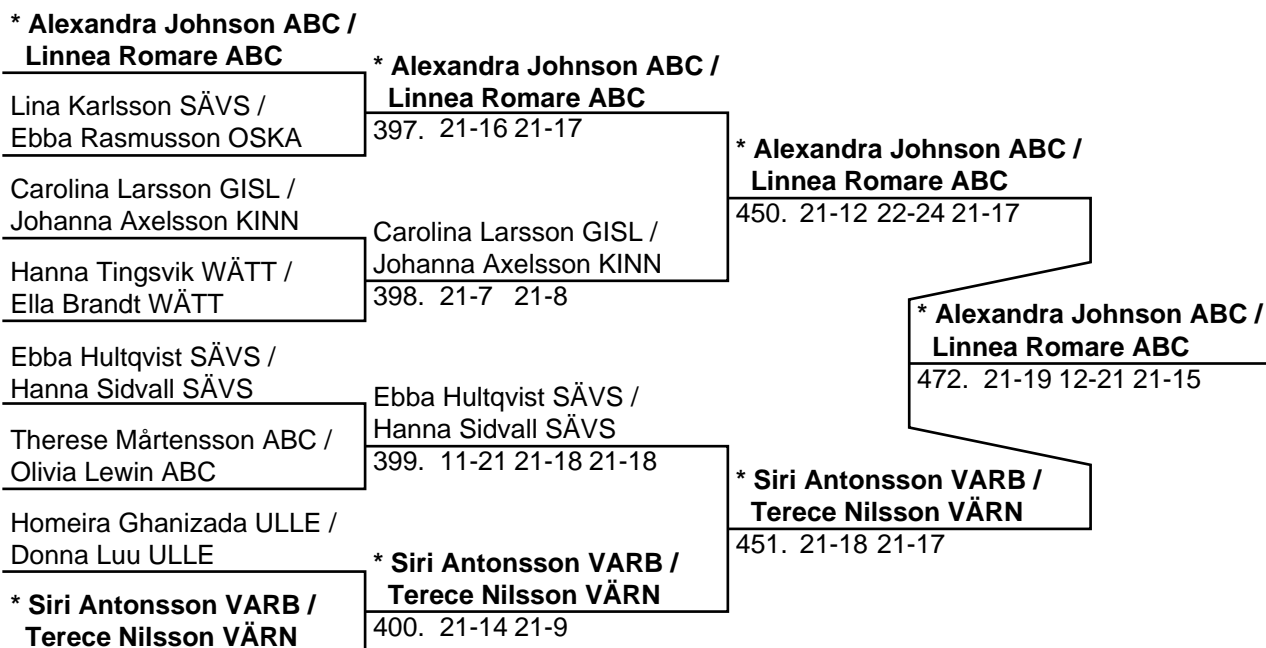 * Alexandra Johnson ABC /
Linnea Romare ABC
Lina Karlsson SÄVS /
Ebba Rasmusson OSKA
Carolina Larsson GISL /
Johanna Axelsson KINN
Hanna Tingsvik WÄTT /
Ella Brandt WÄTT
Ebba Hultqvist SÄVS /
Hanna Sidvall SÄVS
Therese Mårtensson ABC /
Olivia Lewin ABC
Homeira Ghanizada ULLE /
Donna Luu ULLE
* Siri Antonsson VARB /
Terece Nilsson VÄRN
* Alexandra Johnson ABC /
Linnea Romare ABC
397. 21-16 21-17
Carolina Larsson GISL /
Johanna Axelsson KINN
398. 21-7 21-8
Ebba Hultqvist SÄVS /
Hanna Sidvall SÄVS
399. 11-21 21-18 21-18
* Siri Antonsson VARB /
Terece Nilsson VÄRN
400. 21-14 21-9
* Alexandra Johnson ABC /
Linnea Romare ABC
450. 21-12 22-24 21-17
* Siri Antonsson VARB /
Terece Nilsson VÄRN
451. 21-18 21-17
* Alexandra Johnson ABC /
Linnea Romare ABC
472. 21-19 12-21 21-15